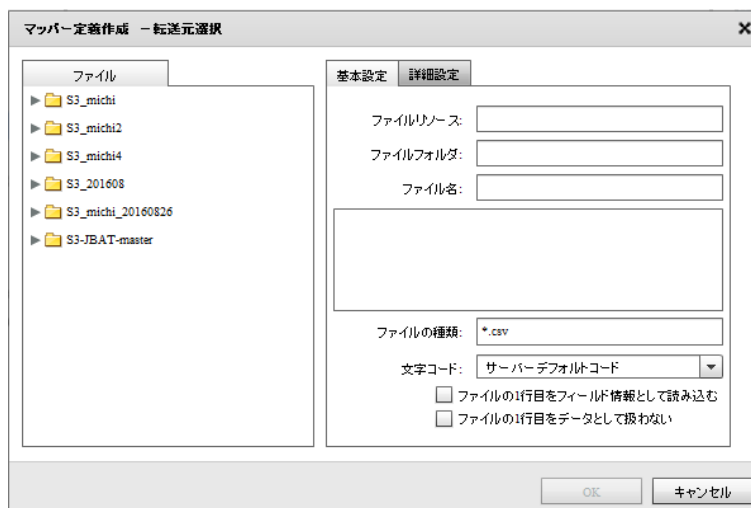 マッパー定義作成 －転送元選択
ファイル
S3_michi
S3_michi2
S3_michi4
S3_201608
S3_michi_20160826
S3-JBAT-master
基本設定 詳細設定
ファイルリソース:
ファイルフォルダ:
ファイル名:
ファイルの種類: *.csv
文字コード: サーバーデフォルトコード
ファイルの1行目をフィールド情報として読み込む
ファイルの1行目をデータとして扱わない
OK キャンセル